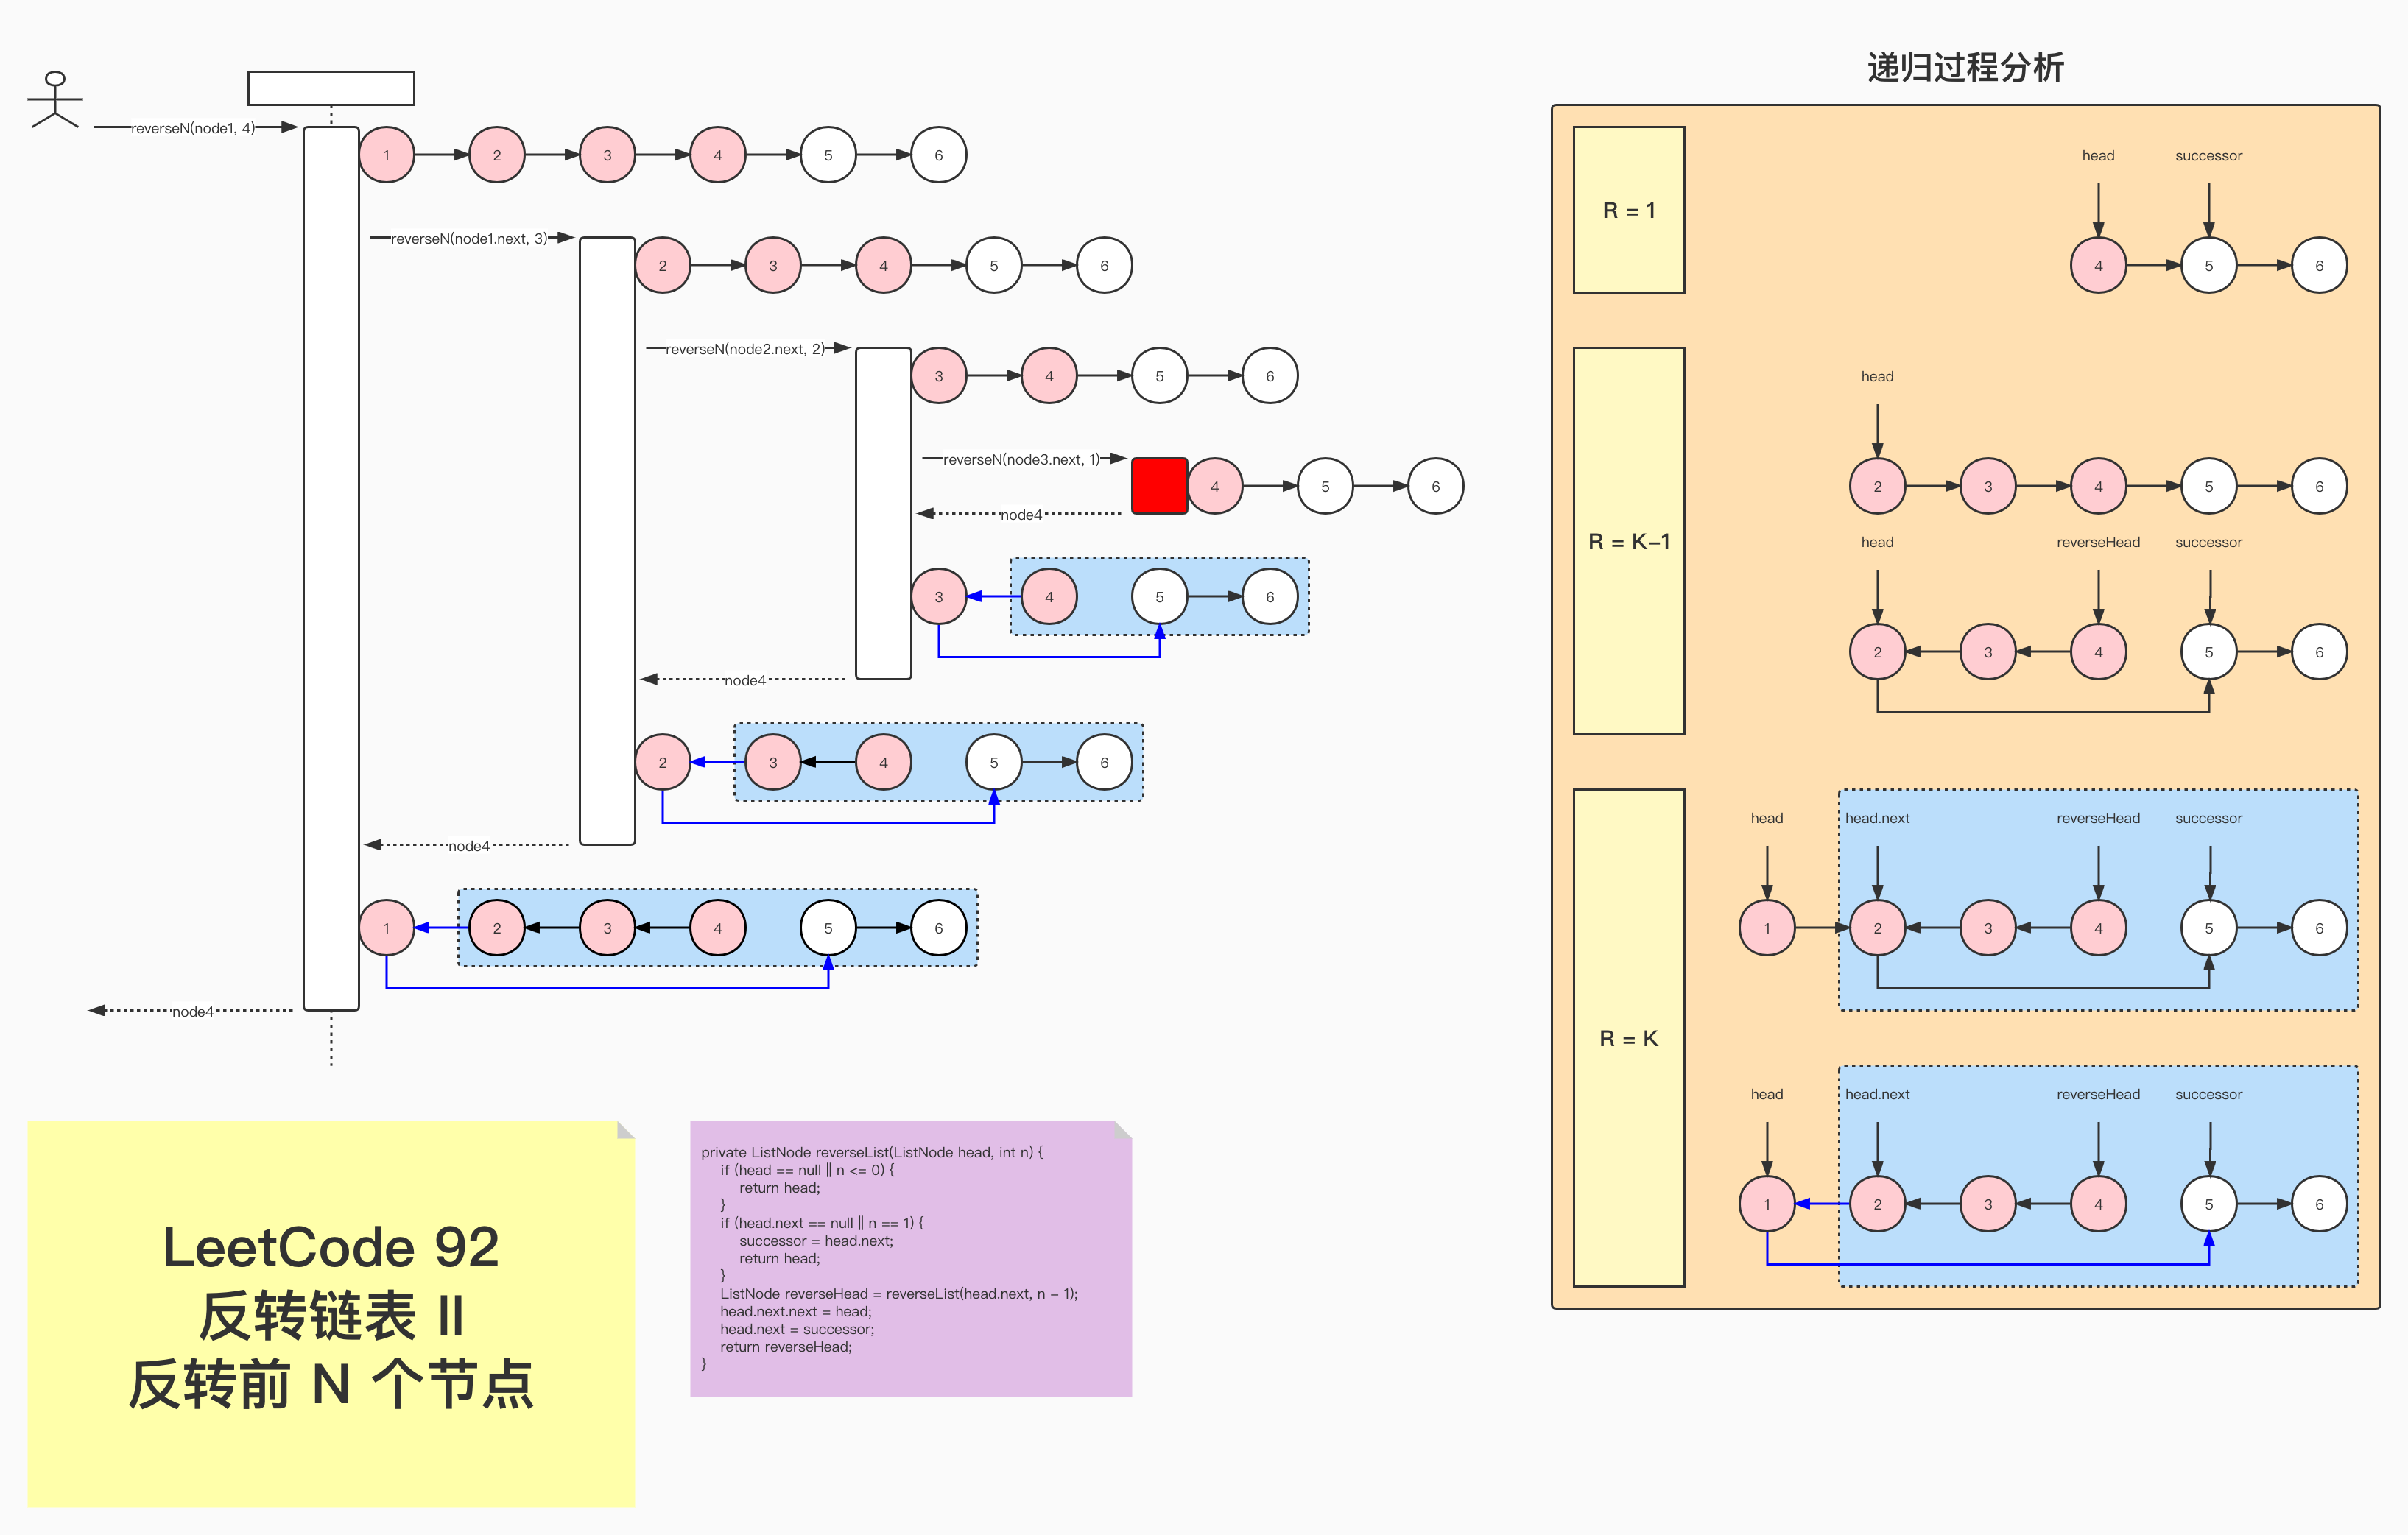 递归过程分析
reverseN(node1, 4)
1 2 3 4 5 6
reverseN(node1.next, 3)
2 3 4 5 6
reverseN(node2.next, 2)
3 4 5 6
reverseN(node3.next, 1)
4 5 6
node4
3 4 5 6
node4
2 3 4 5 6
node4
1 2 3 4 5 6
node4
LeetCode 92
反转链表 II
反转前 N 个节点
private ListNode reverseList(ListNode head, int n) {
if (head == null || n <= 0) {
return head;
}
if (head.next == null || n == 1) {
successor = head.next;
return head;
}
ListNode reverseHead = reverseList(head.next, n - 1);
head.next.next = head;
head.next = successor;
return reverseHead;
}
R = 1
head successor
4 5 6
R = K-1
head
2 3 4 5 6
head reverseHead successor
2 3 4 5 6
R = K
head head.next reverseHead successor
1 2 3 4 5 6
head head.next reverseHead successor
1 2 3 4 5 6